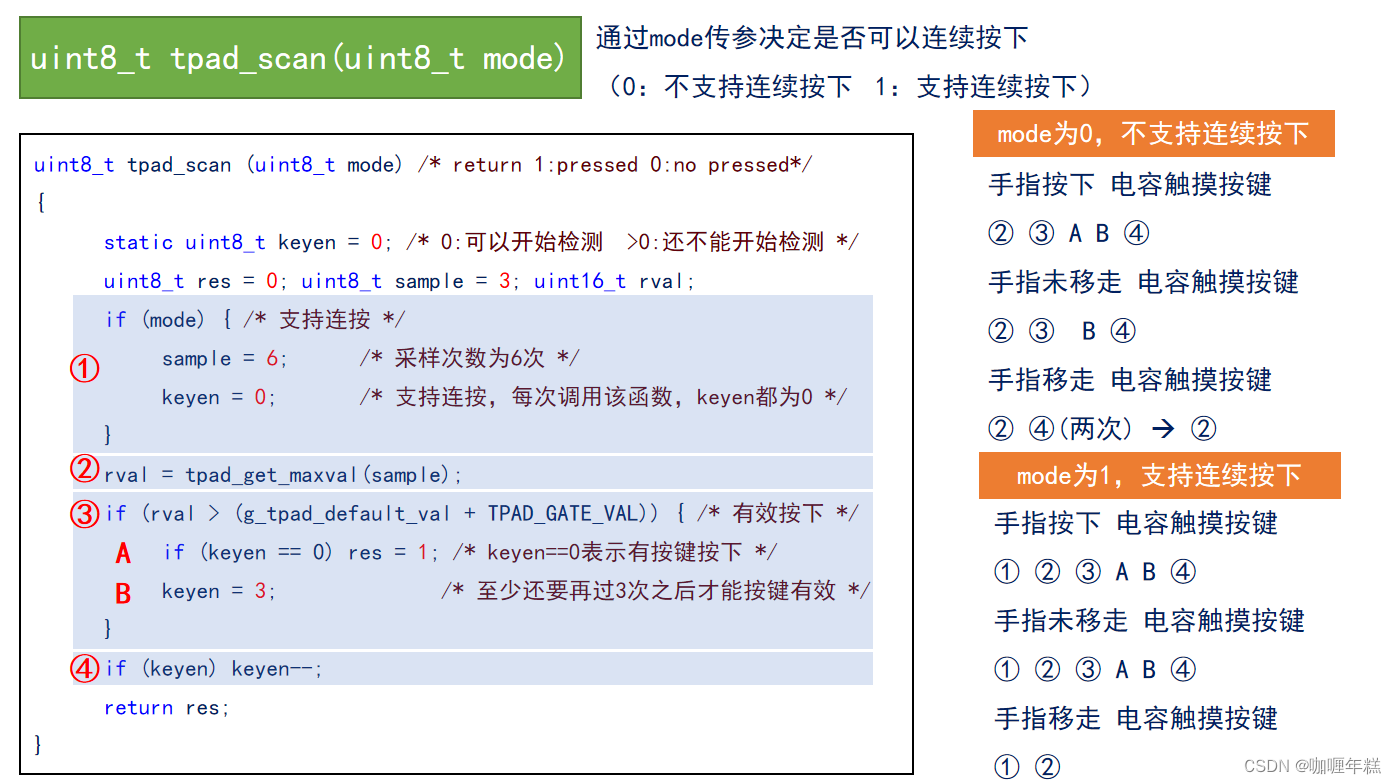 uint8_t tpad_scan(uint8_t mode)
通过mode传参决定是否可以连续按下
（0：不支持连续按下 1：支持连续按下）
uint8_t tpad_scan (uint8_t mode) /* return 1:pressed 0:no pressed*/
{
static uint8_t keyen = 0; /* 0:可以开始检测 >0:还不能开始检测 */
uint8_t res = 0; uint8_t sample = 3; uint16_t rval;
① if (mode) { /* 支持连按 */
sample = 6; /* 采样次数为6次 */
keyen = 0; /* 支持连按，每次调用该函数，keyen都为0 */
}
② rval = tpad_get_maxval(sample);
③ if (rval > (g_tpad_default_val + TPAD_GATE_VAL)) { /* 有效按下 */
A if (keyen == 0) res = 1; /* keyen==0表示有按键按下 */
B keyen = 3; /* 至少还要再过3次之后才能按键有效 */
}
④ if (keyen) keyen--;
return res;
}
mode为0，不支持连续按下
手指按下 电容触摸按键
② ③ A B ④
手指未移走 电容触摸按键
② ③ B ④
手指移走 电容触摸按键
② ④(两次) → ②
mode为1，支持连续按下
手指按下 电容触摸按键
① ② ③ A B ④
手指未移走 电容触摸按键
① ② ③ A B ④
手指移走 电容触摸按键
① ②
CSDN @咖喱年糕